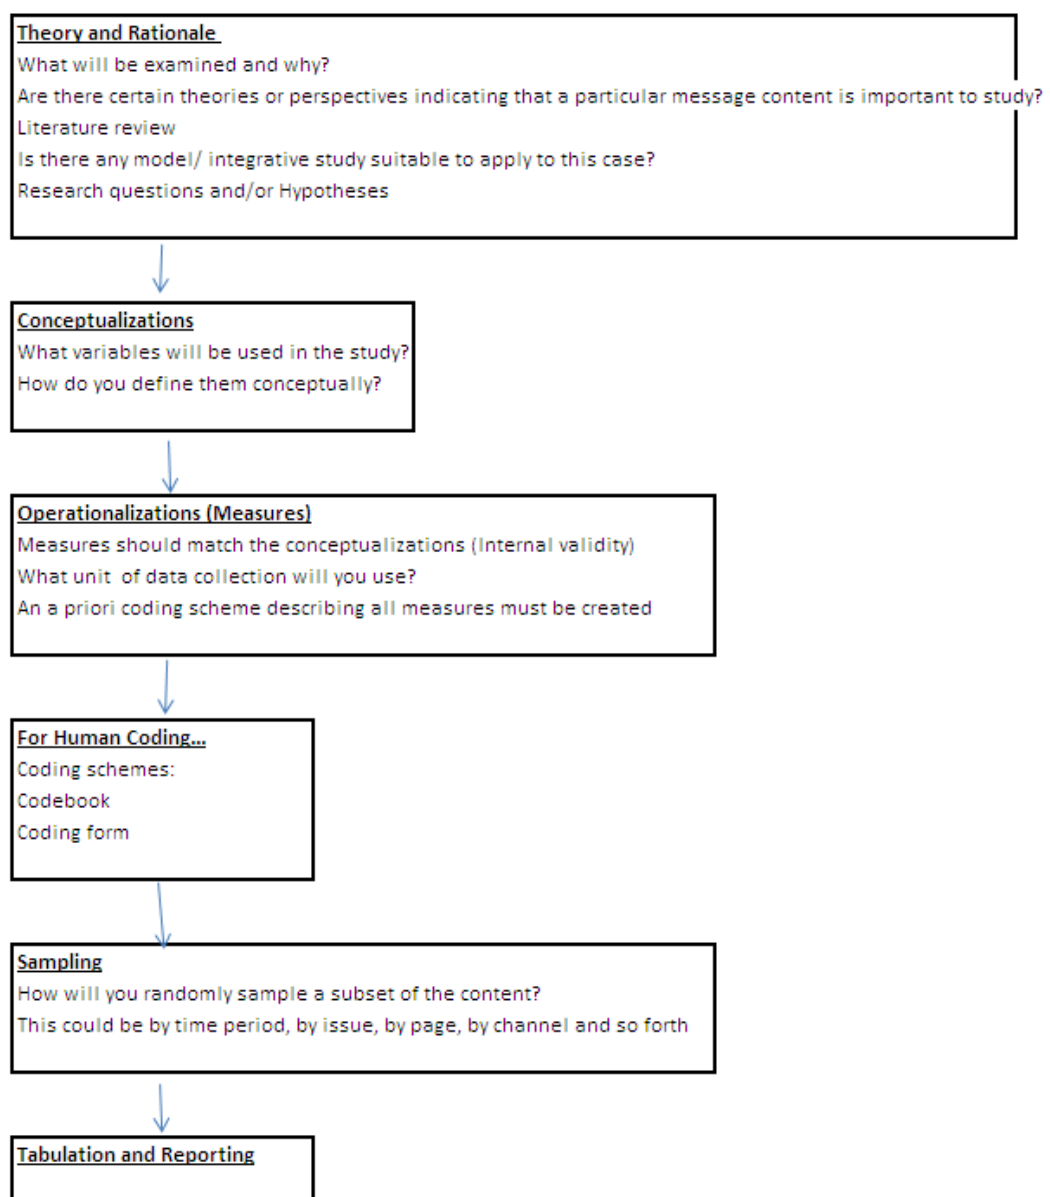 Theory and Rationale
What will be examined and why?
Are there certain theories or perspectives indicating that a particular message content is important to study?
Literature review
Is there any model/ integrative study suitable to apply to this case?
Research questions and/or Hypotheses
Conceptualizations
What variables will be used in the study?
How do you define them conceptually?
Operationalizations (Measures)
Measures should match the conceptualizations (Internal validity)
What unit of data collection will you use?
An a priori coding scheme describing all measures must be created
For Human Coding...
Coding schemes:
Codebook
Coding form
Sampling
How will you randomly sample a subset of the content?
This could be by time period, by issue, by page, by channel and so forth
Tabulation and Reporting